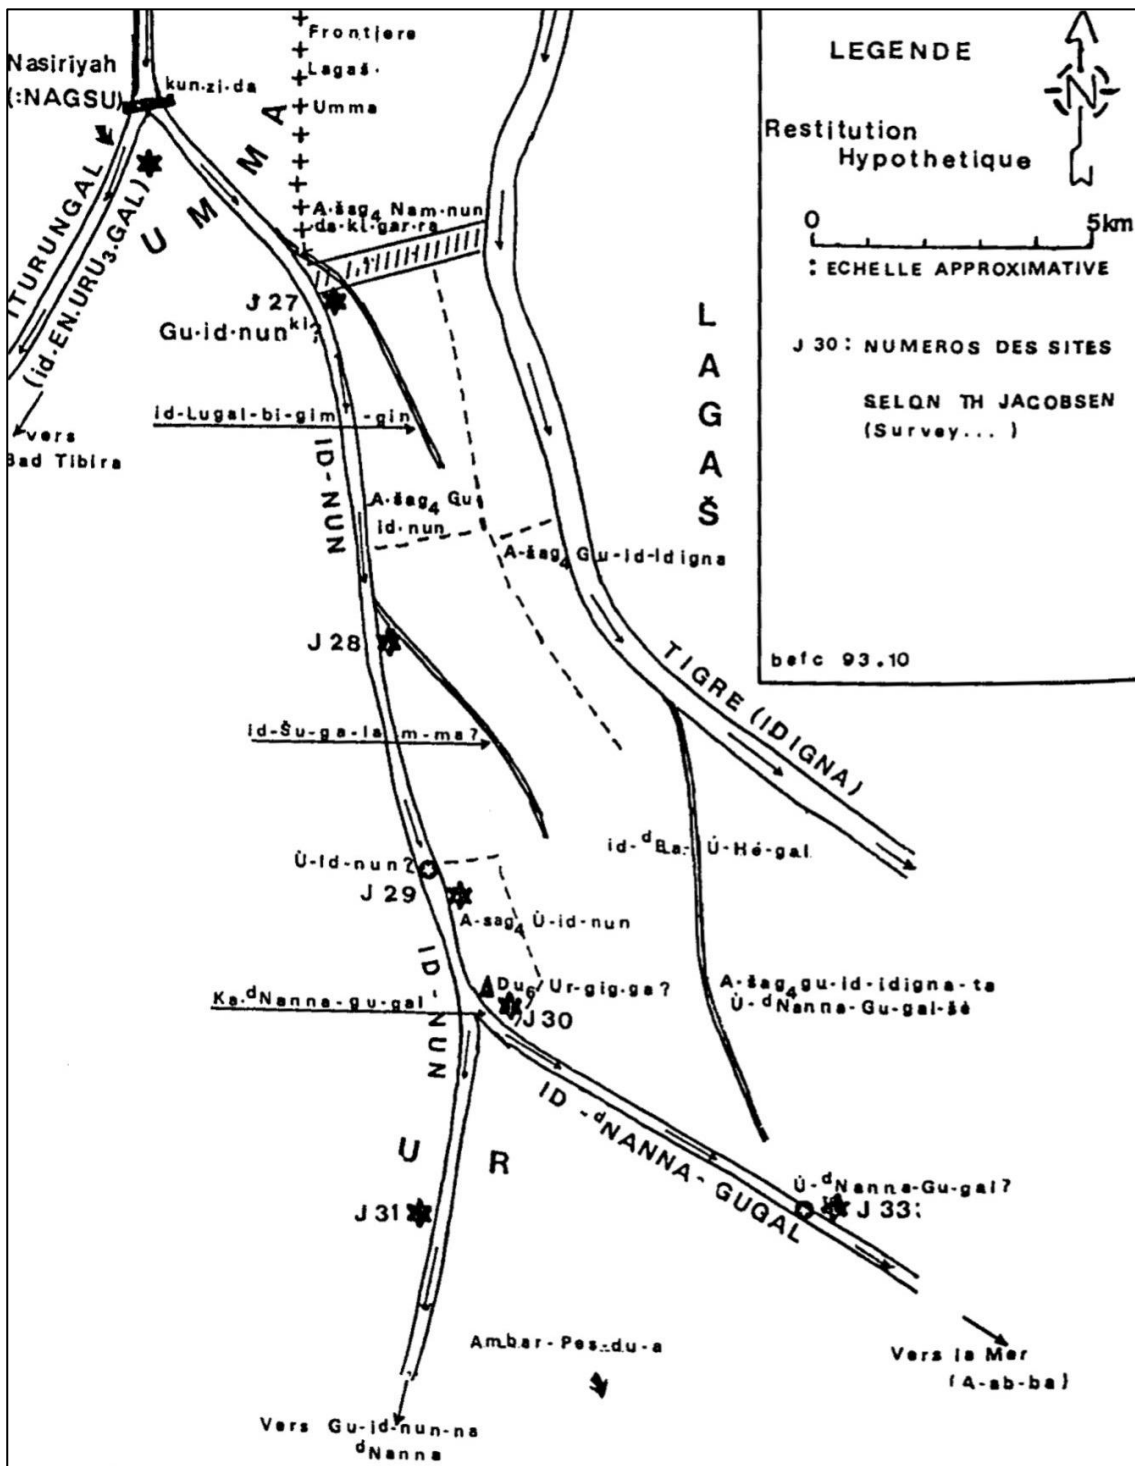 Frontiere
Lagaš·
Umma
Nasiriyah
(:NAGSU)
kun·zi·da
UMMA
ITURUNGAL
(id.EN.URU₃.GAL)
vers
Bad Tibira
A·šag₄ Nam·nun
da·ki·gar·ra
J 27
Gu·id·nunᵏⁱ?
id-Lugal-bi-gim -gin
ID-NUN
A·šag₄ Gu
id·nun
A-šag₄ Gu-id-Idigna
J 28
id-Šu-ga-la m-ma?
TIGRE (IDIGNA)
LAGAŠ
id-ᵈBa- Ú-Hé-gal
Ù-Id-nun?
J 29
A-sag₄ Ù-id-nun
Du₆ Ur-gig-ga?
J30
Ka.ᵈNanna-gu-gal
ID-NUN
A-šag₄gu-id-idigna-ta
Ù-ᵈNanna-Gu-gal-šè
ID-ᵈNANNA-GUGAL
UR
J 31
Ù-ᵈNanna-Gu-gal?
J 33:
Ambar-Pes-du-a
Vers la Mer
(A-ab-ba)
Vers Gu-id-nun-na
ᵈNanna
LEGENDE
N
Restitution
Hypothetique
0 5km
: ECHELLE APPROXIMATIVE
J 30: NUMEROS DES SITES
SELON TH JACOBSEN
(Survey... )
befc 93.10